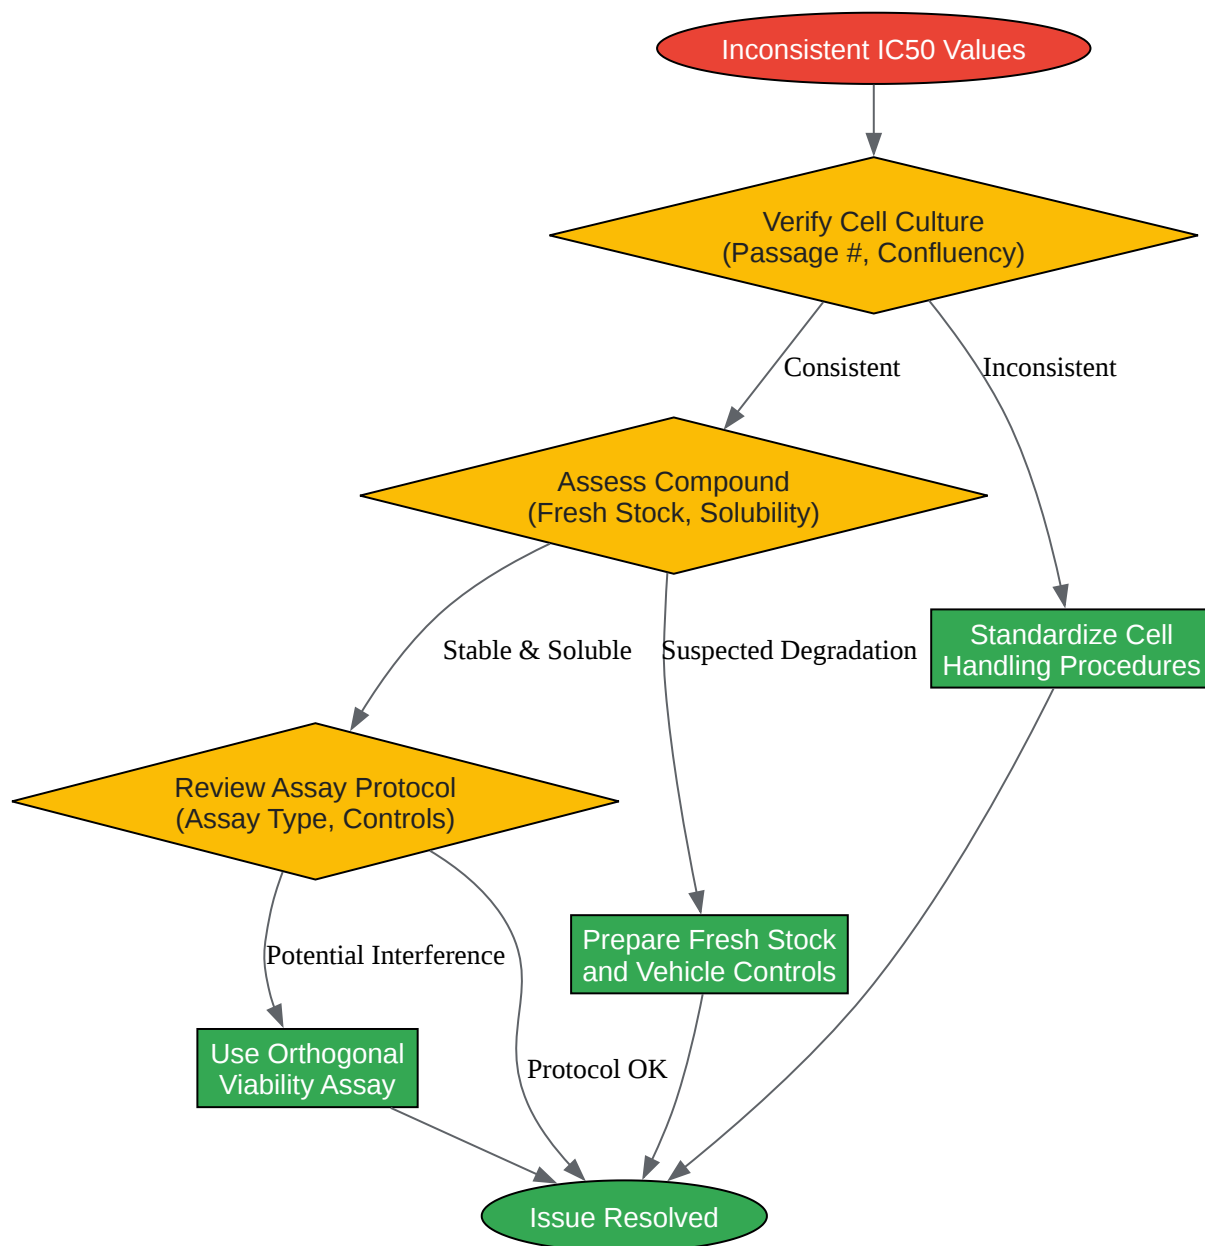 Inconsistent IC50 Values
Verify Cell Culture
(Passage #, Confluency)
Consistent
Inconsistent
Assess Compound
(Fresh Stock, Solubility)
Stable & Soluble
Suspected Degradation
Standardize Cell
Handling Procedures
Review Assay Protocol
(Assay Type, Controls)
Potential Interference
Prepare Fresh Stock
and Vehicle Controls
Use Orthogonal
Viability Assay
Protocol OK
Issue Resolved